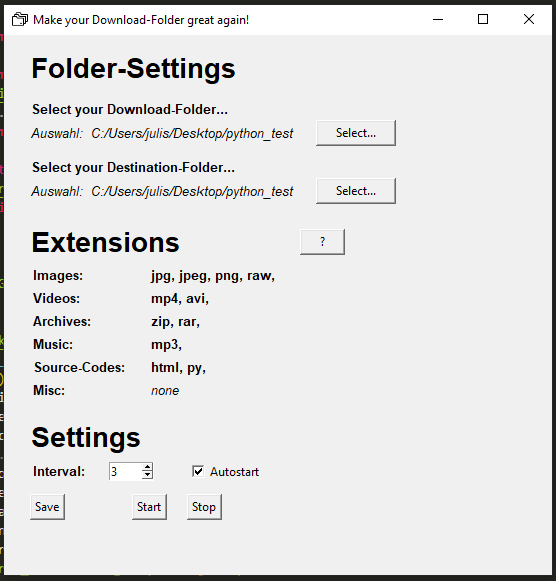 Make your Download-Folder great again!
Folder-Settings
Select your Download-Folder...
Auswahl: C:/Users/julis/Desktop/python_test Select...
Select your Destination-Folder...
Auswahl: C:/Users/julis/Desktop/python_test Select...
Extensions ?
Images: jpg, jpeg, png, raw,
Videos: mp4, avi,
Archives: zip, rar,
Music: mp3,
Source-Codes: html, py,
Misc: none
Settings
Interval: 3 Autostart
Save Start Stop